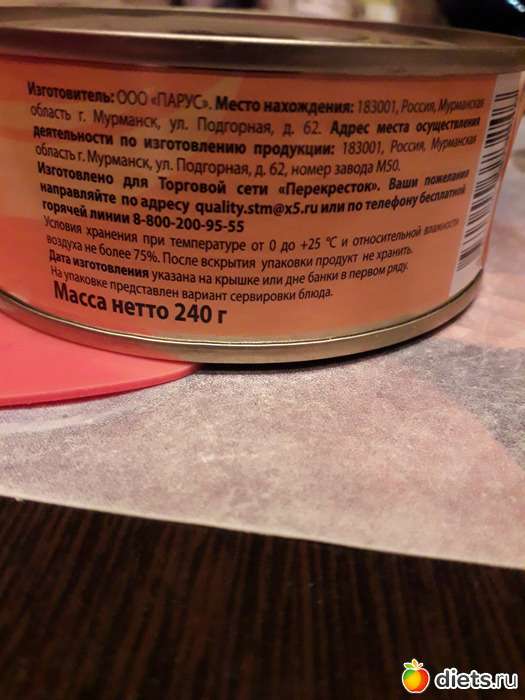 Изготовитель: ООО «ПАРУС». Место нахождения: 183001, Россия, Мурманская
область г. Мурманск, ул. Подгорная, д. 62. Адрес места осуществления
деятельности по изготовлению продукции: 183001, Россия, Мурманская
область г. Мурманск, ул. Подгорная, д. 62, номер завода М50.
Изготовлено для Торговой сети «Перекресток». Ваши пожелания
направляйте по адресу quality.stm@x5.ru или по телефону бесплатной
горячей линии 8-800-200-95-55
Условия хранения при температуре от 0 до +25 °С и относительной влажности
воздуха не более 75%. После вскрытия упаковки продукт не хранить.
Дата изготовления указана на крышке или дне банки в первом ряду.
На упаковке представлен вариант сервировки блюда.
Масса нетто 240 г
diets.ru